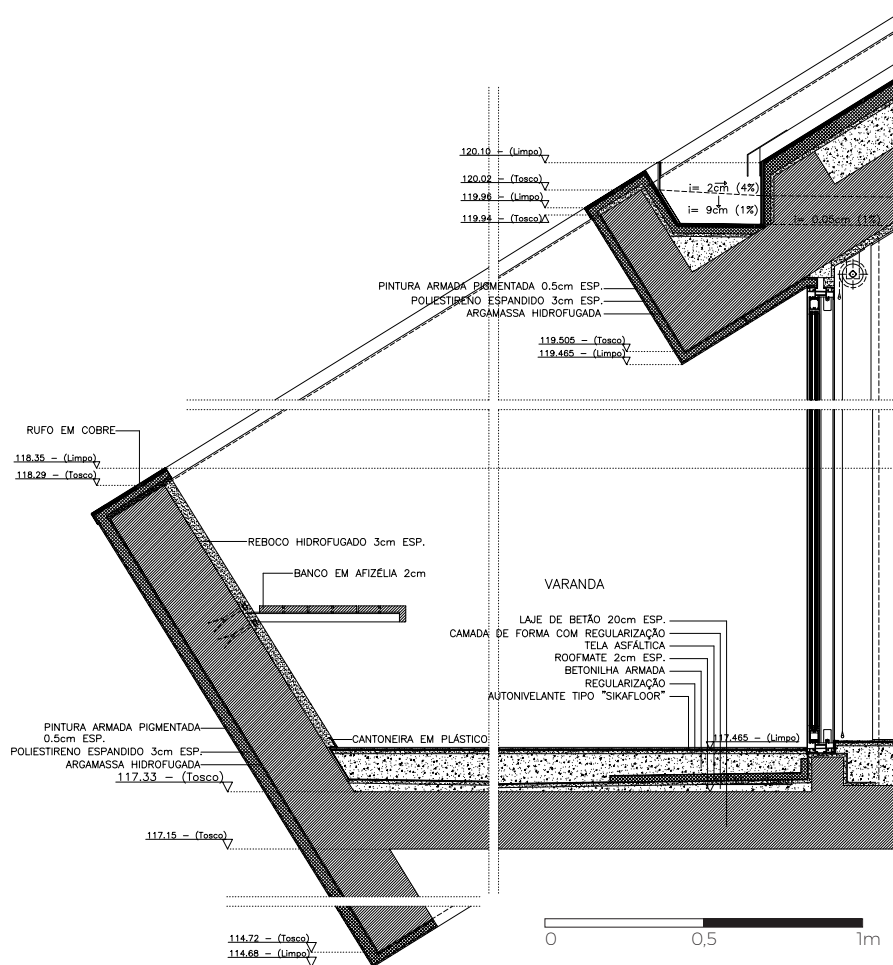 120.10 – (Limpo)
120.02 – (Tosco)
119.96 – (Limpo)
119.94 – (Tosco)
i= 2cm (4%)
i= 9cm (1%)
i= 0.05cm (1%)
PINTURA ARMADA PIGMENTADA 0.5cm ESP.
POLIESTIRENO ESPANDIDO 3cm ESP.
ARGAMASSA HIDROFUGADA
119.505 – (Tosco)
119.465 – (Limpo)
RUFO EM COBRE
118.35 – (Limpo)
118.29 – (Tosco)
REBOCO HIDROFUGADO 3cm ESP.
BANCO EM AFIZÉLIA 2cm
VARANDA
LAJE DE BETÃO 20cm ESP.
CAMADA DE FORMA COM REGULARIZAÇÃO
TELA ASFÁLTICA
ROOFMATE 2cm ESP.
BETONILHA ARMADA
REGULARIZAÇÃO
AUTONIVELANTE TIPO "SIKAFLOOR"
117.465 – (Limpo)
CANTONEIRA EM PLÁSTICO
PINTURA ARMADA PIGMENTADA
0.5cm ESP.
POLIESTIRENO ESPANDIDO 3cm ESP.
ARGAMASSA HIDROFUGADA
117.33 – (Tosco)
117.15 – (Tosco)
114.72 – (Tosco)
114.68 – (Limpo)
0 0,5 1m